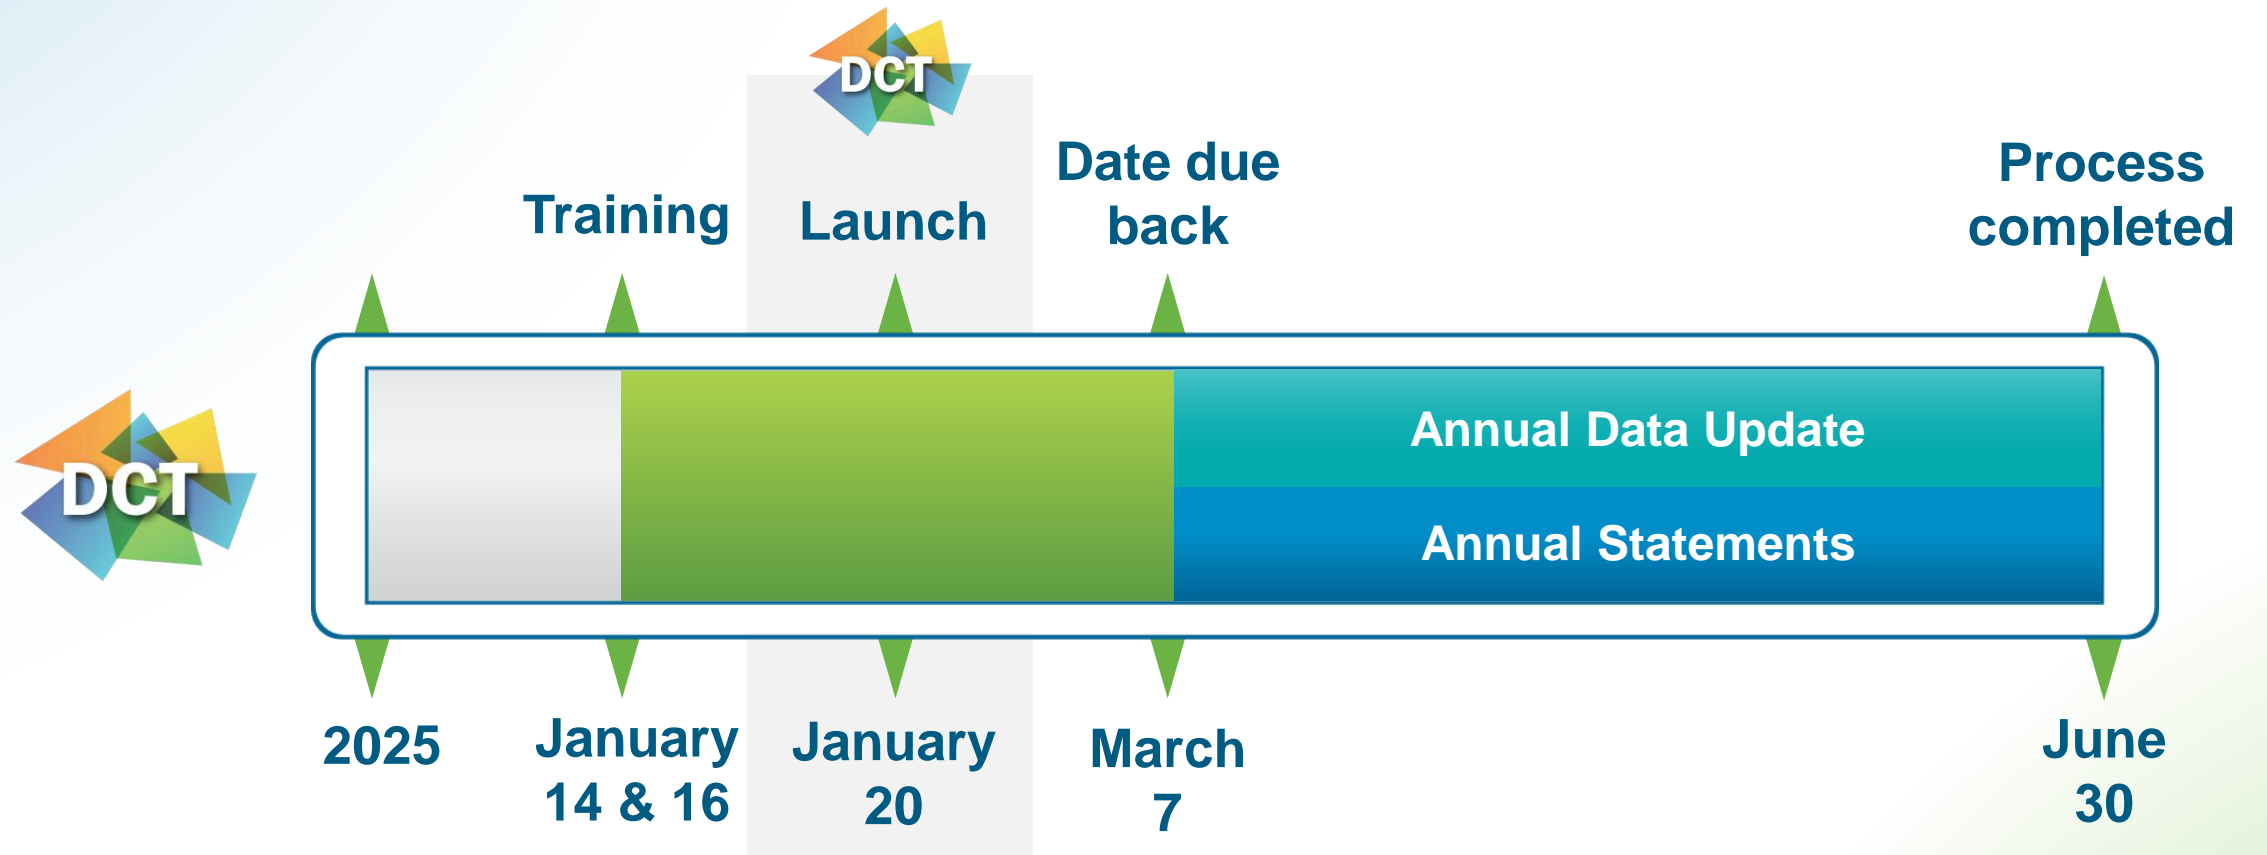 DCT
Training
Launch
Date due
back
Process
completed
DCT
Annual Data Update
Annual Statements
2025
January
14 & 16
January
20
March
7
June
30